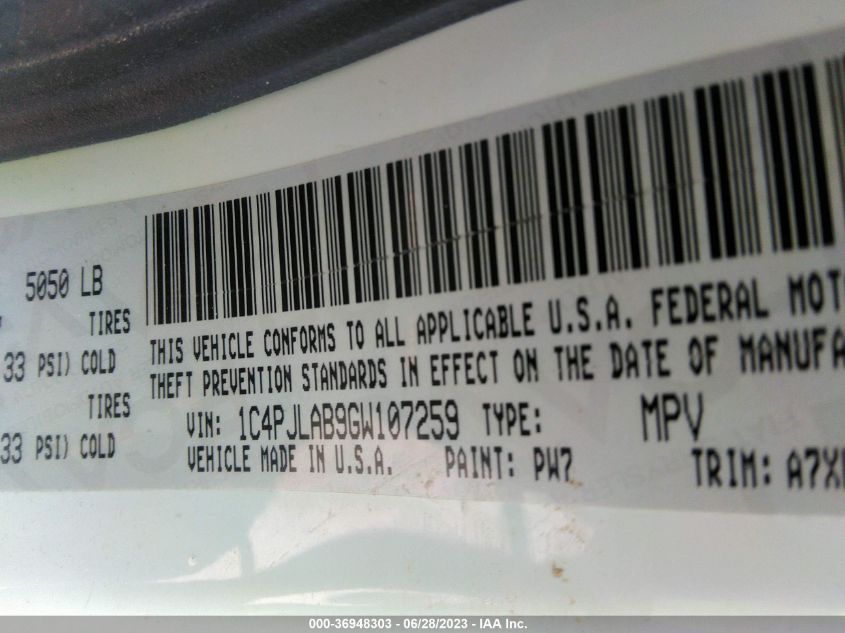 5050 LB
TIRES
33 PSI) COLD
TIRES
33 PSI) COLD
THIS VEHICLE CONFORMS TO ALL APPLICABLE U.S.A. FEDERAL MOT
THEFT PREVENTION STANDARDS IN EFFECT ON THE DATE OF MANUFA
VIN: 1C4PJLAB9GW107259 TYPE: MPV
VEHICLE MADE IN U.S.A. PAINT: PW7 TRIM: A7X
000-36948303 - 06/28/2023 - IAA Inc.